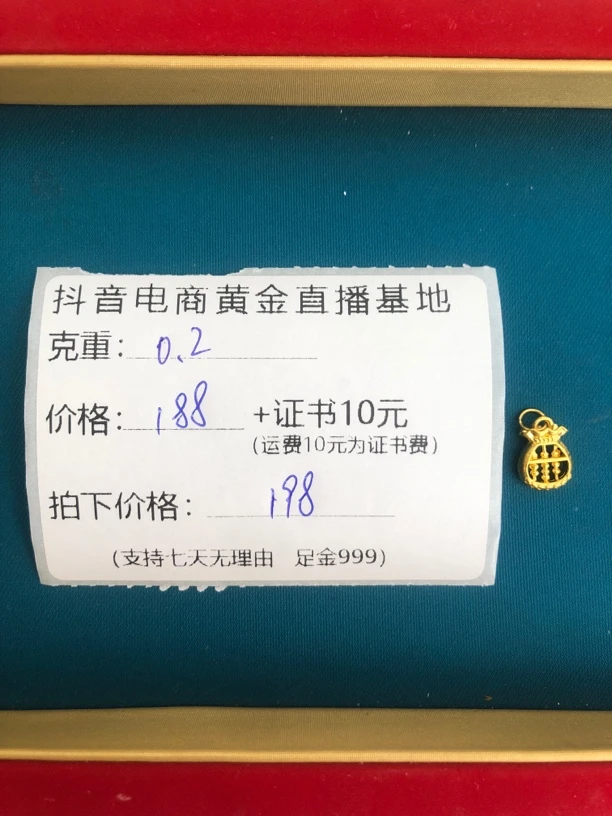 抖音电商黄金直播基地
克重：0.2
价格：188 +证书10元
(运费10元为证书费)
拍下价格：198
(支持七天无理由 足金999)